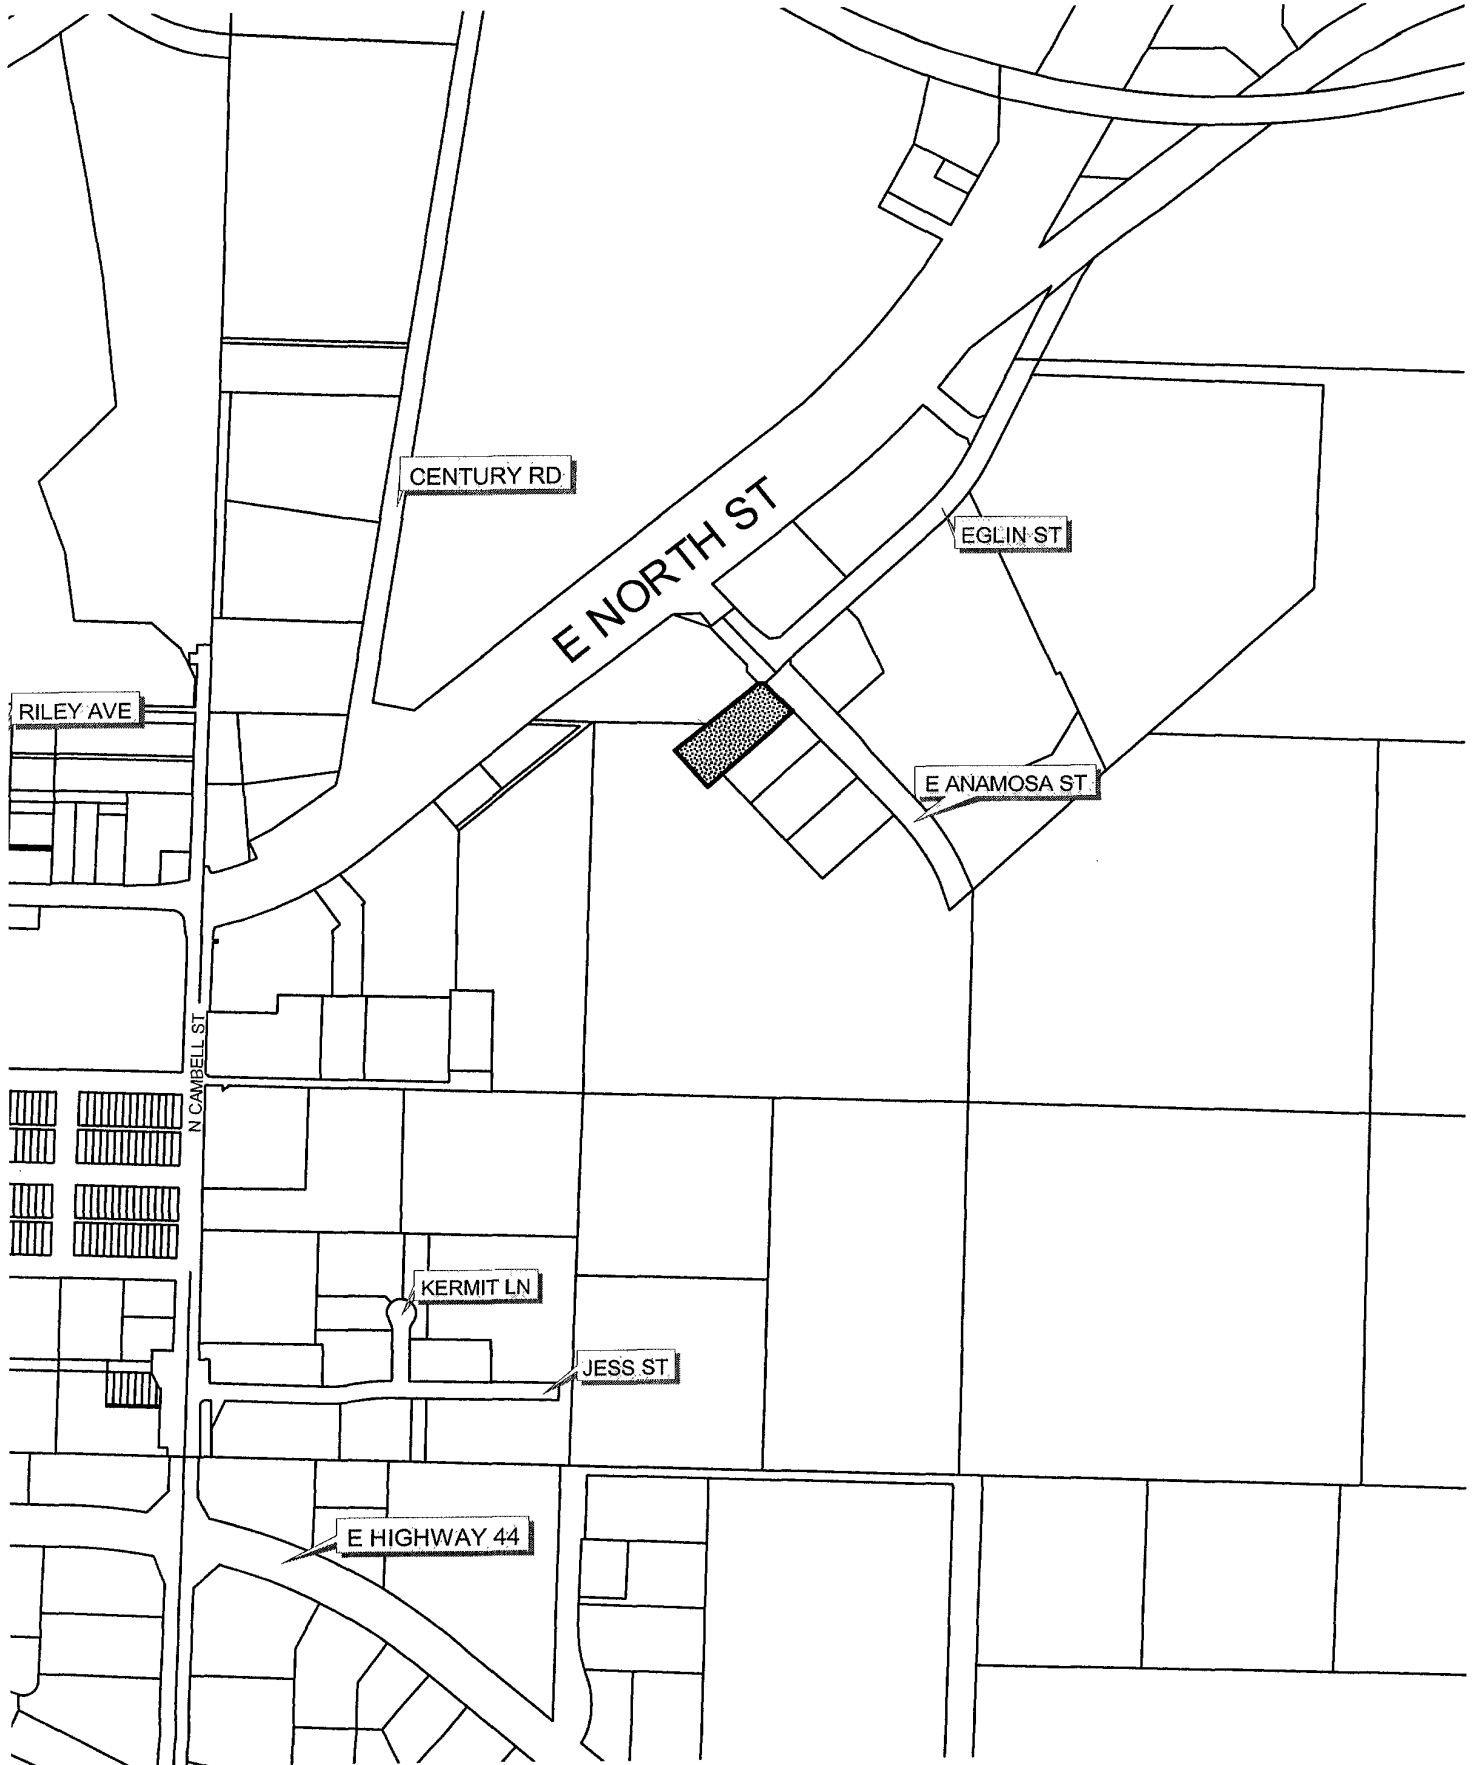 CENTURY RD
E NORTH ST
EGLIN ST
RILEY AVE
E ANAMOSA ST
N CAMBELL ST
KERMIT LN
JESS ST
E HIGHWAY 44